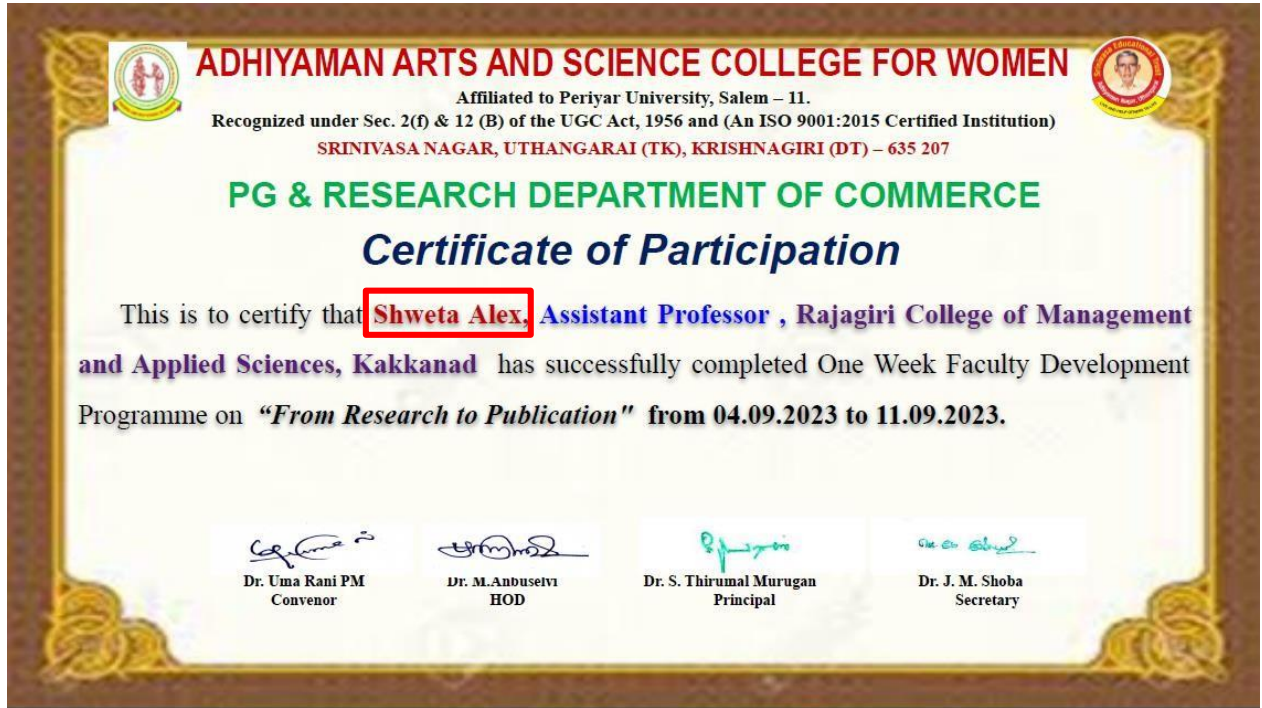 ADHIYAMAN ARTS AND SCIENCE COLLEGE FOR WOMEN
Affiliated to Periyar University, Salem – 11.
Recognized under Sec. 2(f) & 12 (B) of the UGC Act, 1956 and (An ISO 9001:2015 Certified Institution)
SRINIVASA NAGAR, UTHANGARAI (TK), KRISHNAGIRI (DT) – 635 207
PG & RESEARCH DEPARTMENT OF COMMERCE
Certificate of Participation
This is to certify that Shweta Alex, Assistant Professor , Rajagiri College of Management
and Applied Sciences, Kakkanad has successfully completed One Week Faculty Development
Programme on “From Research to Publication" from 04.09.2023 to 11.09.2023.
Dr. Uma Rani PM
Convenor
Dr. M.Anbuselvi
HOD
Dr. S. Thirumal Murugan
Principal
Dr. J. M. Shoba
Secretary